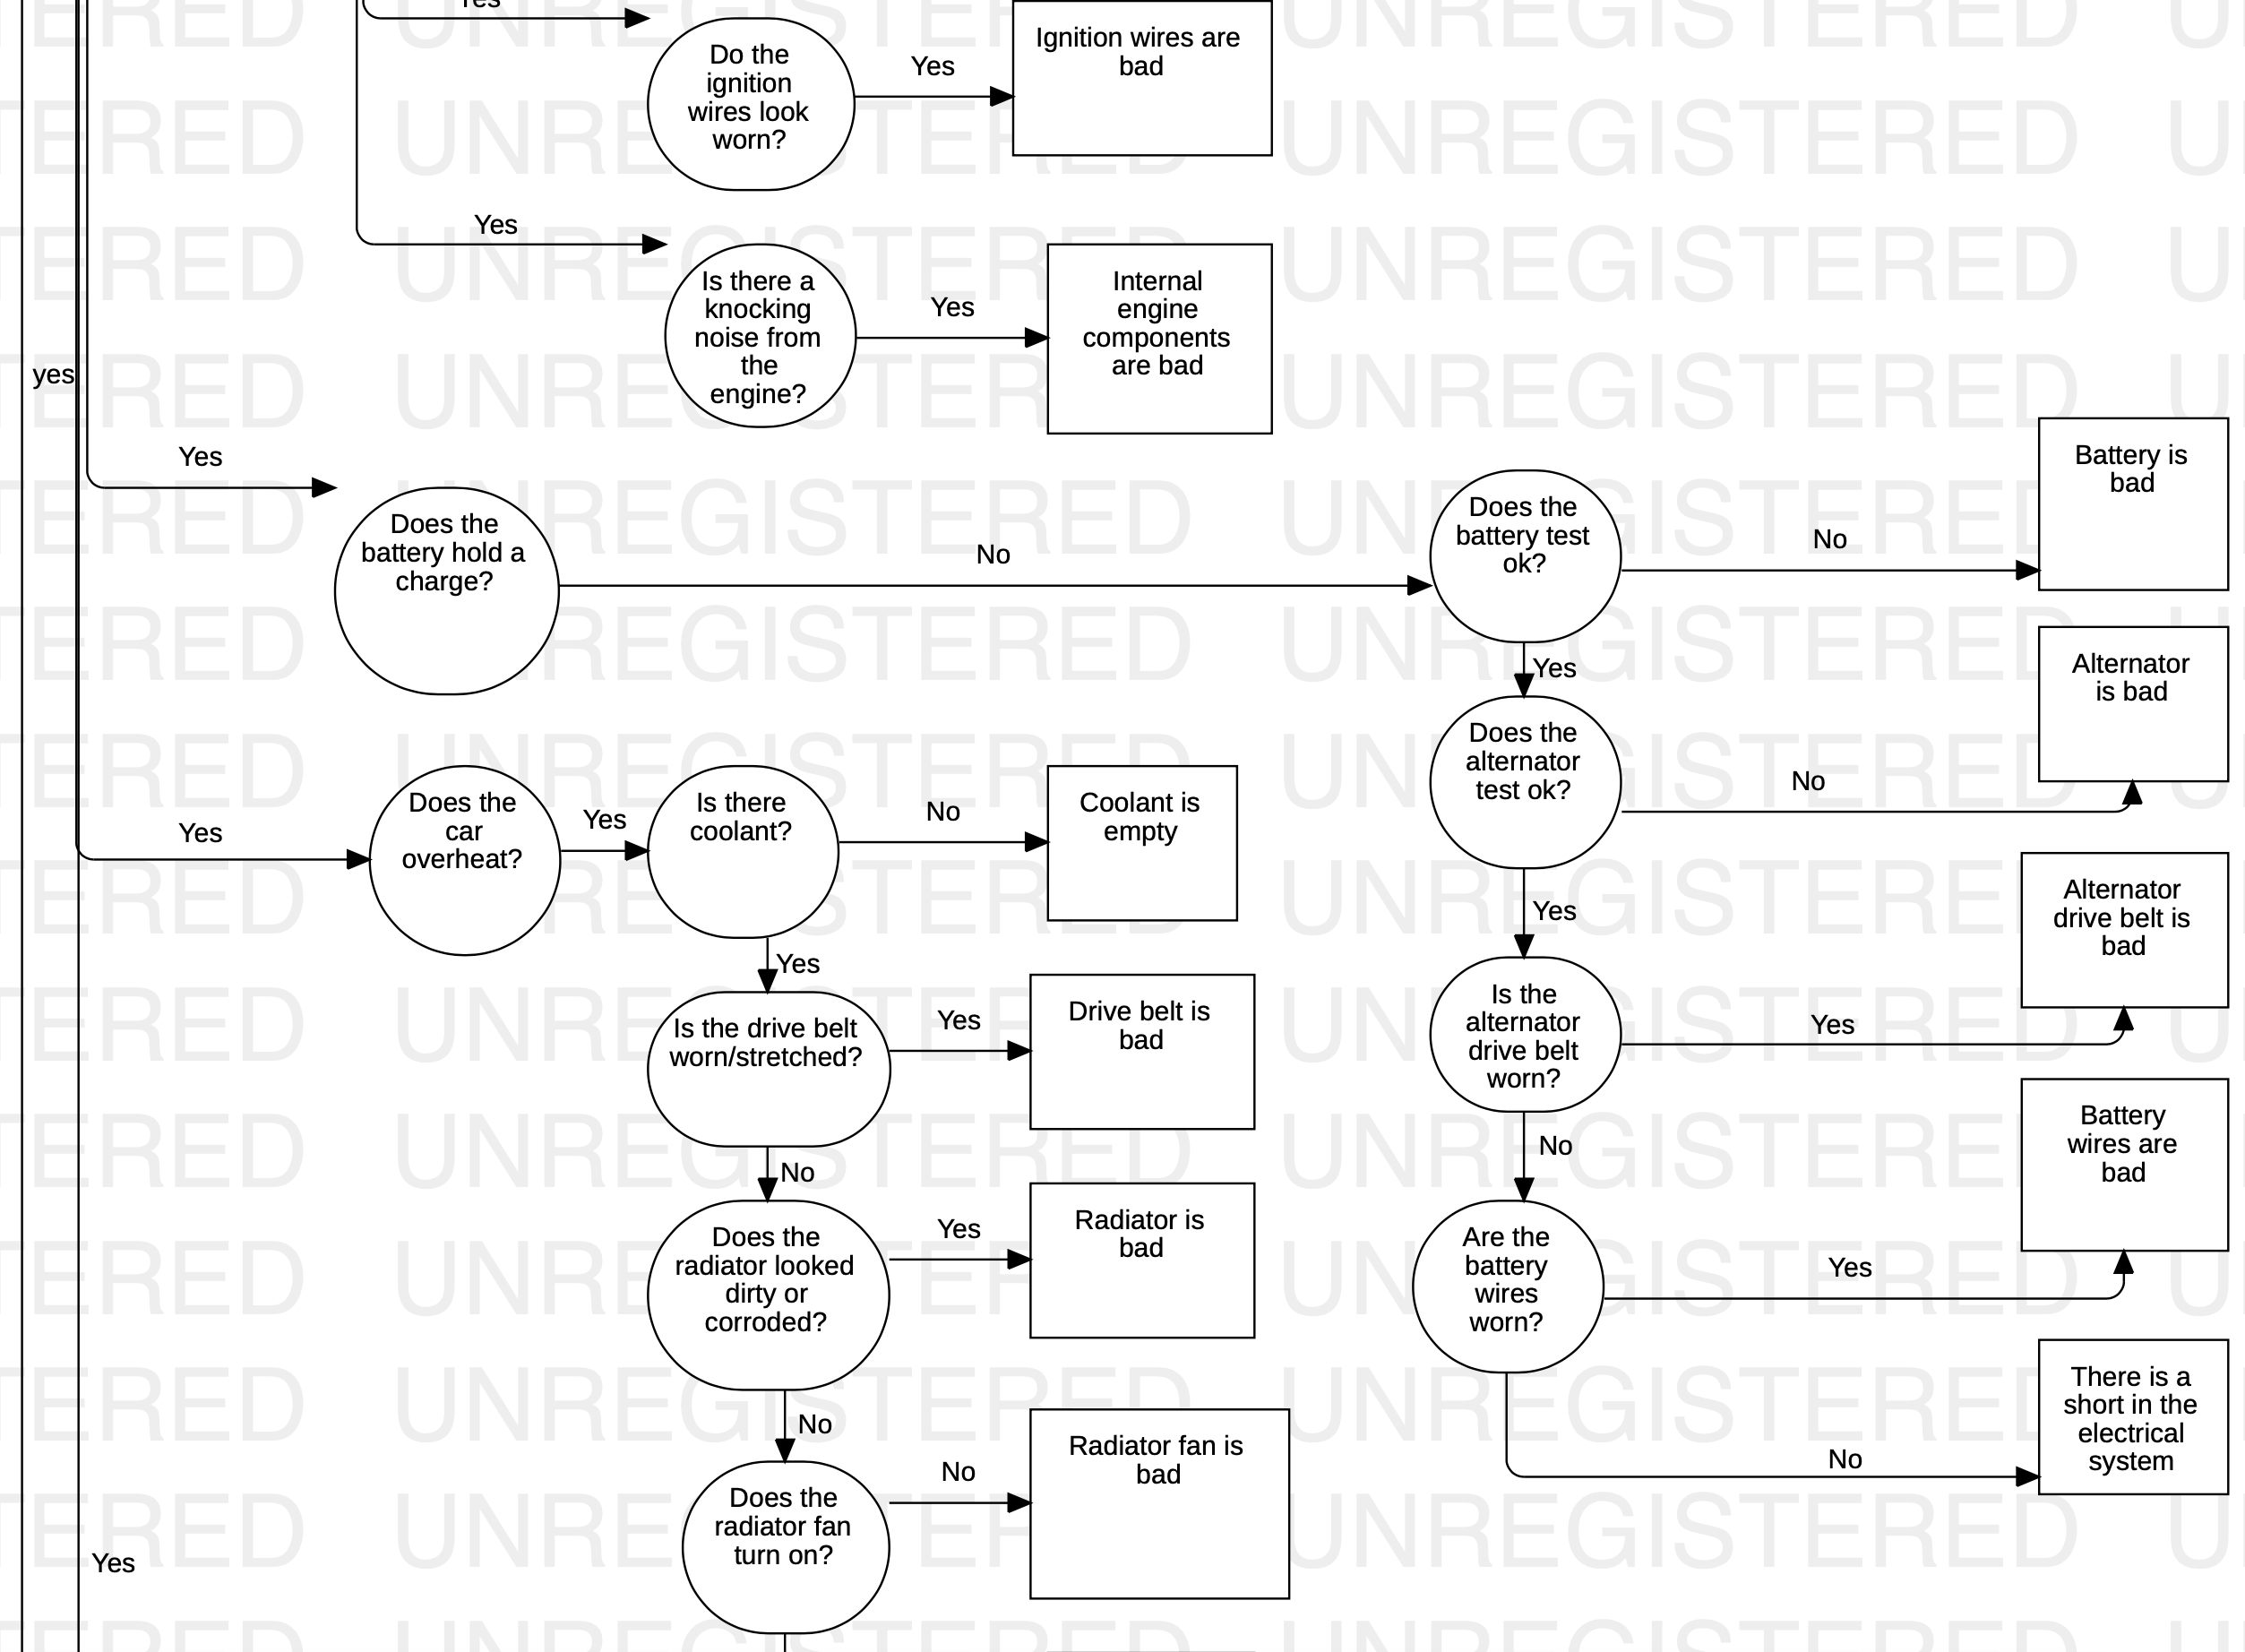 Yes
Do the
ignition
wires look
worn?
Yes
Ignition wires are
bad
Yes
Is there a
knocking
noise from
the
engine?
Yes
Internal
engine
components
are bad
yes
Yes
Does the
battery hold a
charge?
No
Does the
battery test
ok?
No
Battery is
bad
Yes
Does the
alternator
test ok?
No
Alternator
is bad
Yes
Is the
alternator
drive belt
worn?
Yes
Alternator
drive belt is
bad
No
Are the
battery
wires
worn?
Yes
Battery
wires are
bad
No
There is a
short in the
electrical
system
Yes
Does the
car
overheat?
Yes
Is there
coolant?
No
Coolant is
empty
Yes
Is the drive belt
worn/stretched?
Yes
Drive belt is
bad
No
Does the
radiator looked
dirty or
corroded?
Yes
Radiator is
bad
No
Does the
radiator fan
turn on?
No
Radiator fan is
bad
Yes
UNREGISTERED